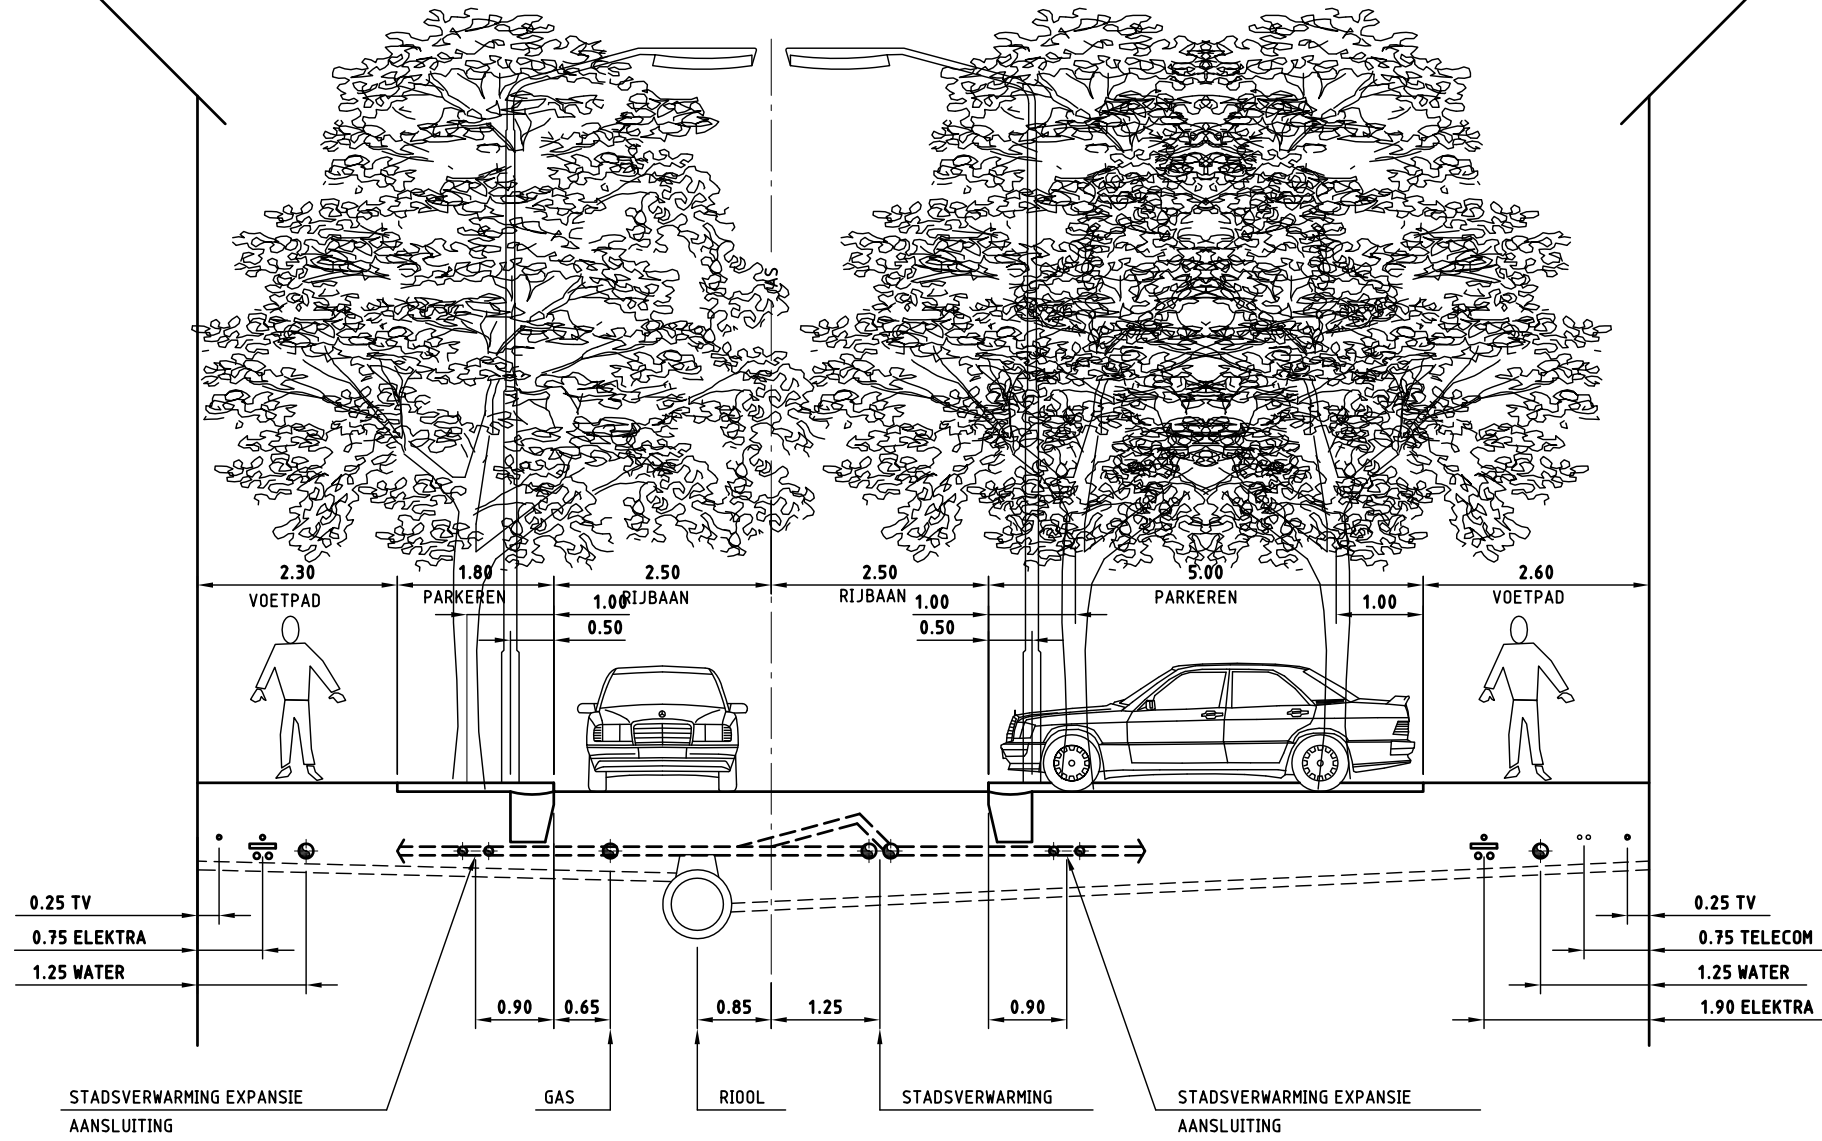 AS
2.30
1.80
2.50
2.50
5.00
2.60
VOETPAD
PARKEREN
RIJBAAN
RIJBAAN
PARKEREN
VOETPAD
1.00
1.00
1.00
0.50
0.50
0.25 TV
0.75 ELEKTRA
1.25 WATER
0.25 TV
0.75 TELECOM
1.25 WATER
1.90 ELEKTRA
0.90
0.65
0.85
1.25
0.90
STADSVERWARMING EXPANSIE
AANSLUITING
GAS
RIOOL
STADSVERWARMING
STADSVERWARMING EXPANSIE
AANSLUITING